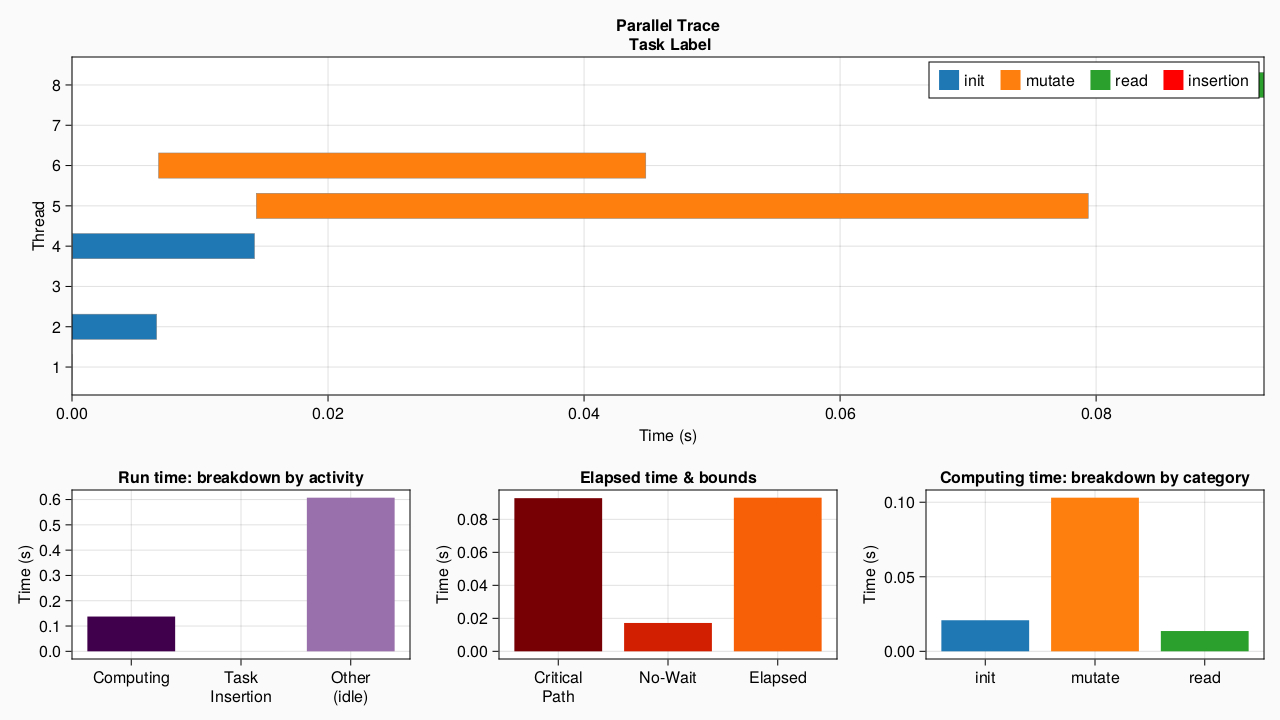 Parallel Trace
Task Label
init mutate read insertion
8
7
6
5
4
3
2
1
Thread
0.00 0.02 0.04 0.06 0.08
Time (s)
Run time: breakdown by activity
0.6
0.5
0.4
0.3
0.2
0.1
0.0
Time (s)
Computing
Task
Insertion
Other
(idle)
Elapsed time & bounds
0.08
0.06
0.04
0.02
0.00
Time (s)
Critical
Path
No-Wait
Elapsed
Computing time: breakdown by category
0.10
0.05
0.00
Time (s)
init
mutate
read